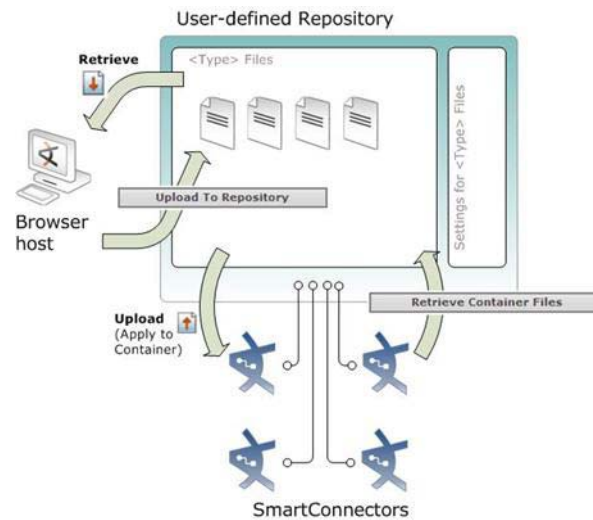 User-defined Repository
Retrieve
<Type> Files
Settings for <Type> Files
Upload To Repository
Browser
host
Retrieve Container Files
Upload
(Apply to
Container)
SmartConnectors